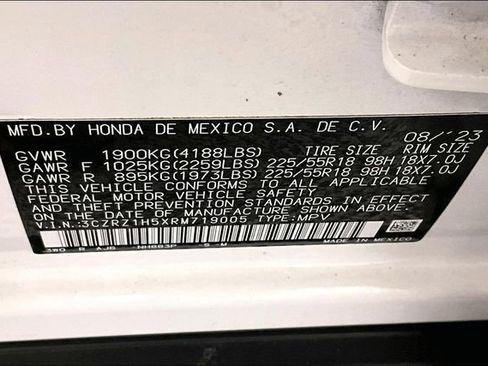 MFD.BY HONDA DE MEXICO S.A. DE C.V. 08/'23
GVWR 1900KG(4188LBS) TIRE SIZE RIM SIZE
GAWR F 1025KG(2259LBS) 225/55R18 98H 18X7.0J
GAWR R 895KG(1973LBS) 225/55R18 98H 18X7.0J
THIS VEHICLE CONFORMS TO ALL APPLICABLE
FEDERAL MOTOR VEHICLE SAFETY
AND THEFT PREVENTION STANDARDS IN EFFECT
ON THE DATE OF MANUFACTURE SHOWN ABOVE.
V.I.N.:3CZRZ1H5XRM719005 TYPE:MPV
MADE IN MEXICO
3W0 R AJB NH883P S-M